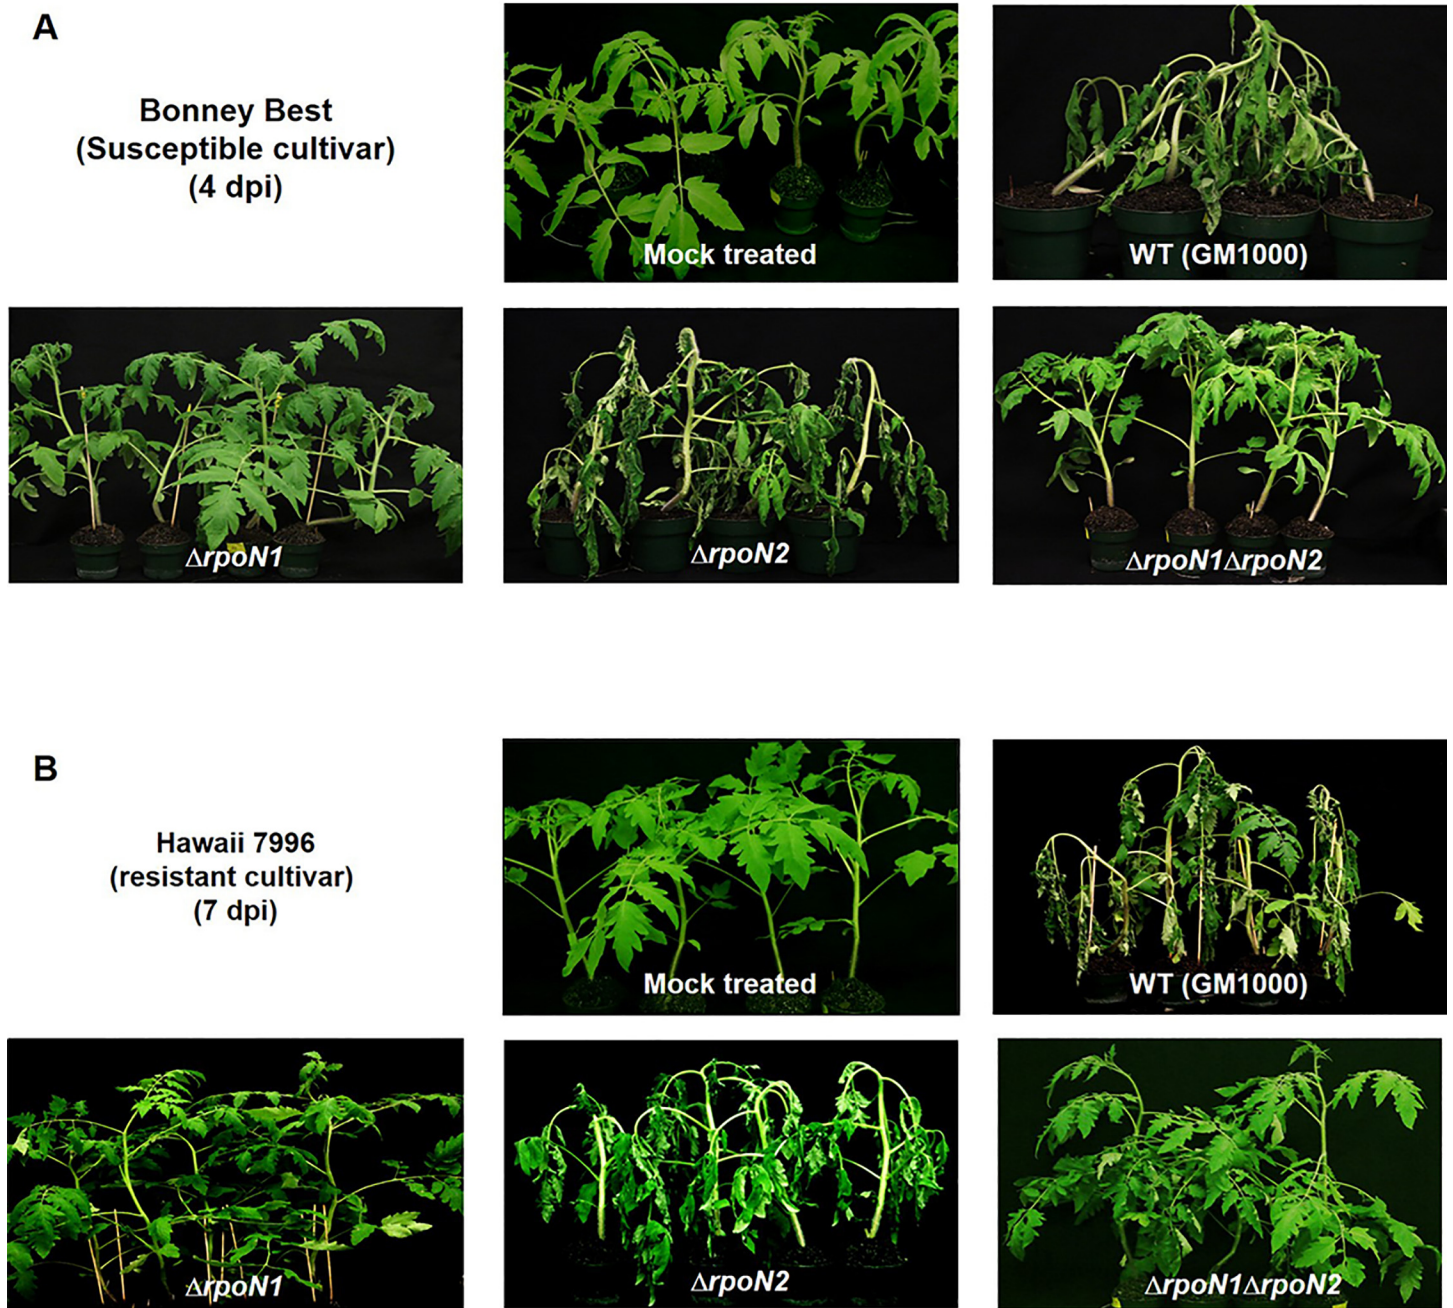 A
Bonney Best
(Susceptible cultivar)
(4 dpi)
Mock treated
WT (GM1000)
ΔrpoN1
ΔrpoN2
ΔrpoN1ΔrpoN2
B
Hawaii 7996
(resistant cultivar)
(7 dpi)
Mock treated
WT (GM1000)
ΔrpoN1
ΔrpoN2
ΔrpoN1ΔrpoN2